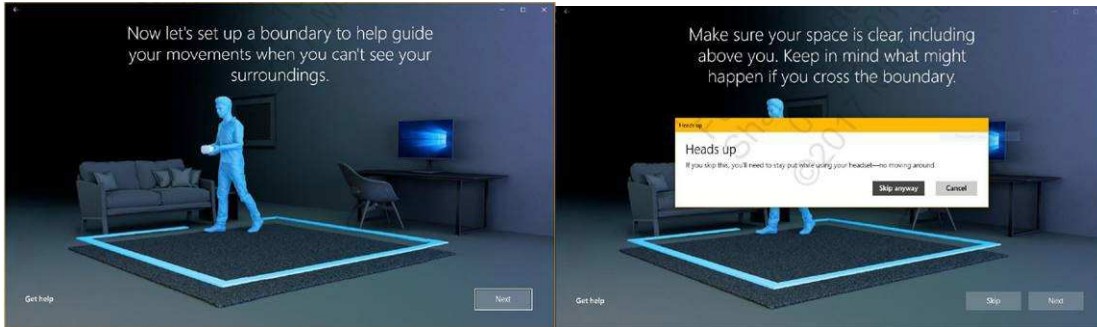 Now let's set up a boundary to help guide
your movements when you can't see your
surroundings.
Get help
Next
Make sure your space is clear, including
above you. Keep in mind what might
happen if you cross the boundary.
Heads up
Heads up
If you skip this, you'll need to stay put while using your headset—no moving around.
Skip anyway
Cancel
Get help
Skip
Next